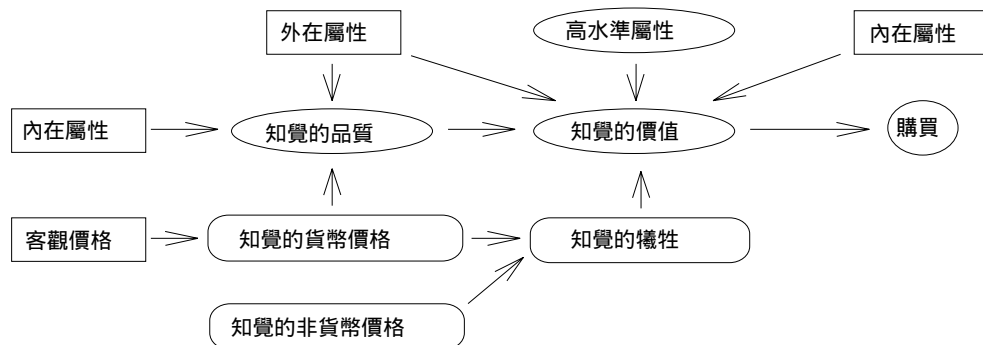 外在屬性
高水準屬性
內在屬性
內在屬性
知覺的品質
知覺的價值
購買
客觀價格
知覺的貨幣價格
知覺的犧牲
知覺的非貨幣價格